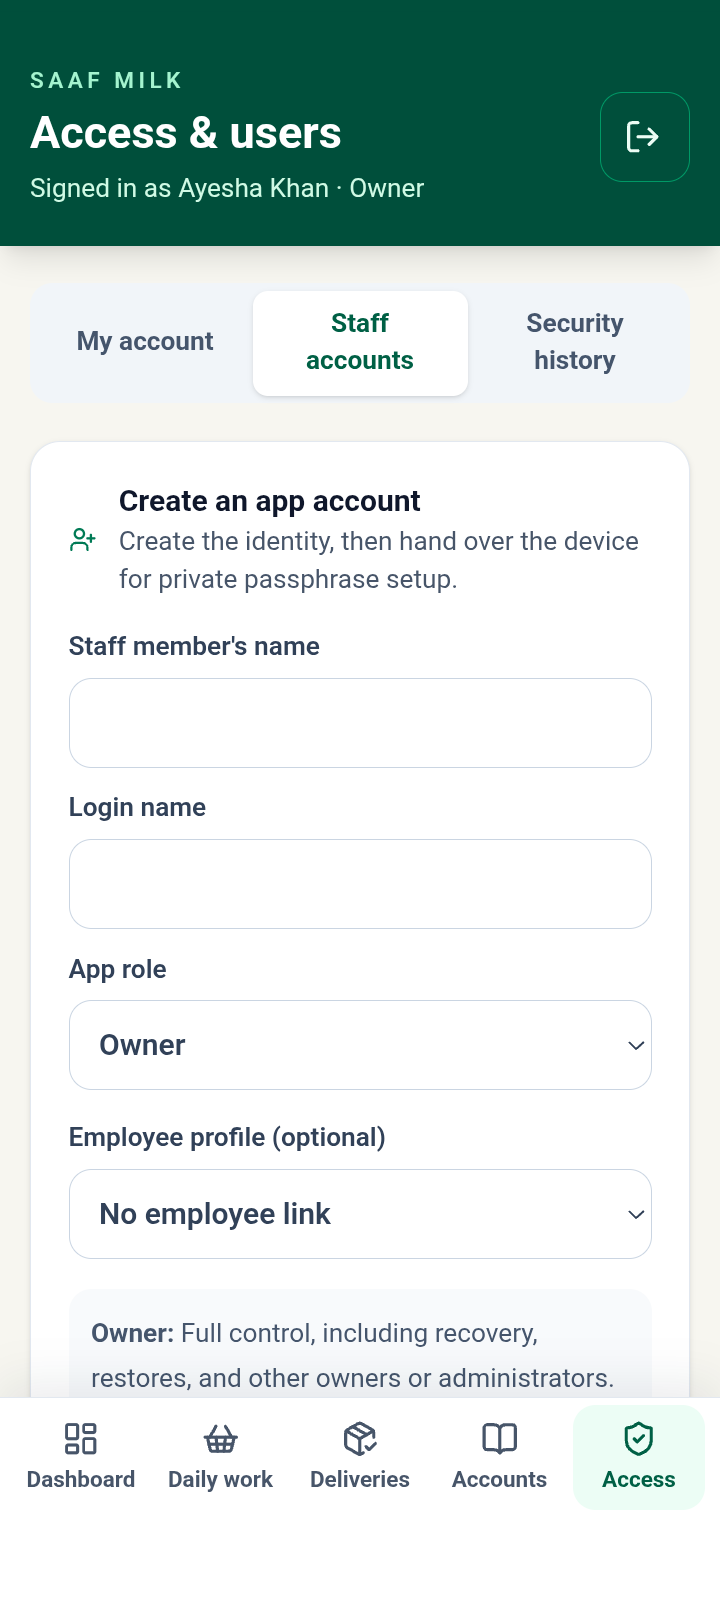 SAAF MILK
Access & users
Signed in as Ayesha Khan · Owner
My account
Staff
accounts
Security
history
Create an app account
Create the identity, then hand over the device
for private passphrase setup.
Staff member's name
Login name
App role
Owner
Employee profile (optional)
No employee link
Owner: Full control, including recovery,
restores, and other owners or administrators.
Dashboard
Daily work
Deliveries
Accounts
Access